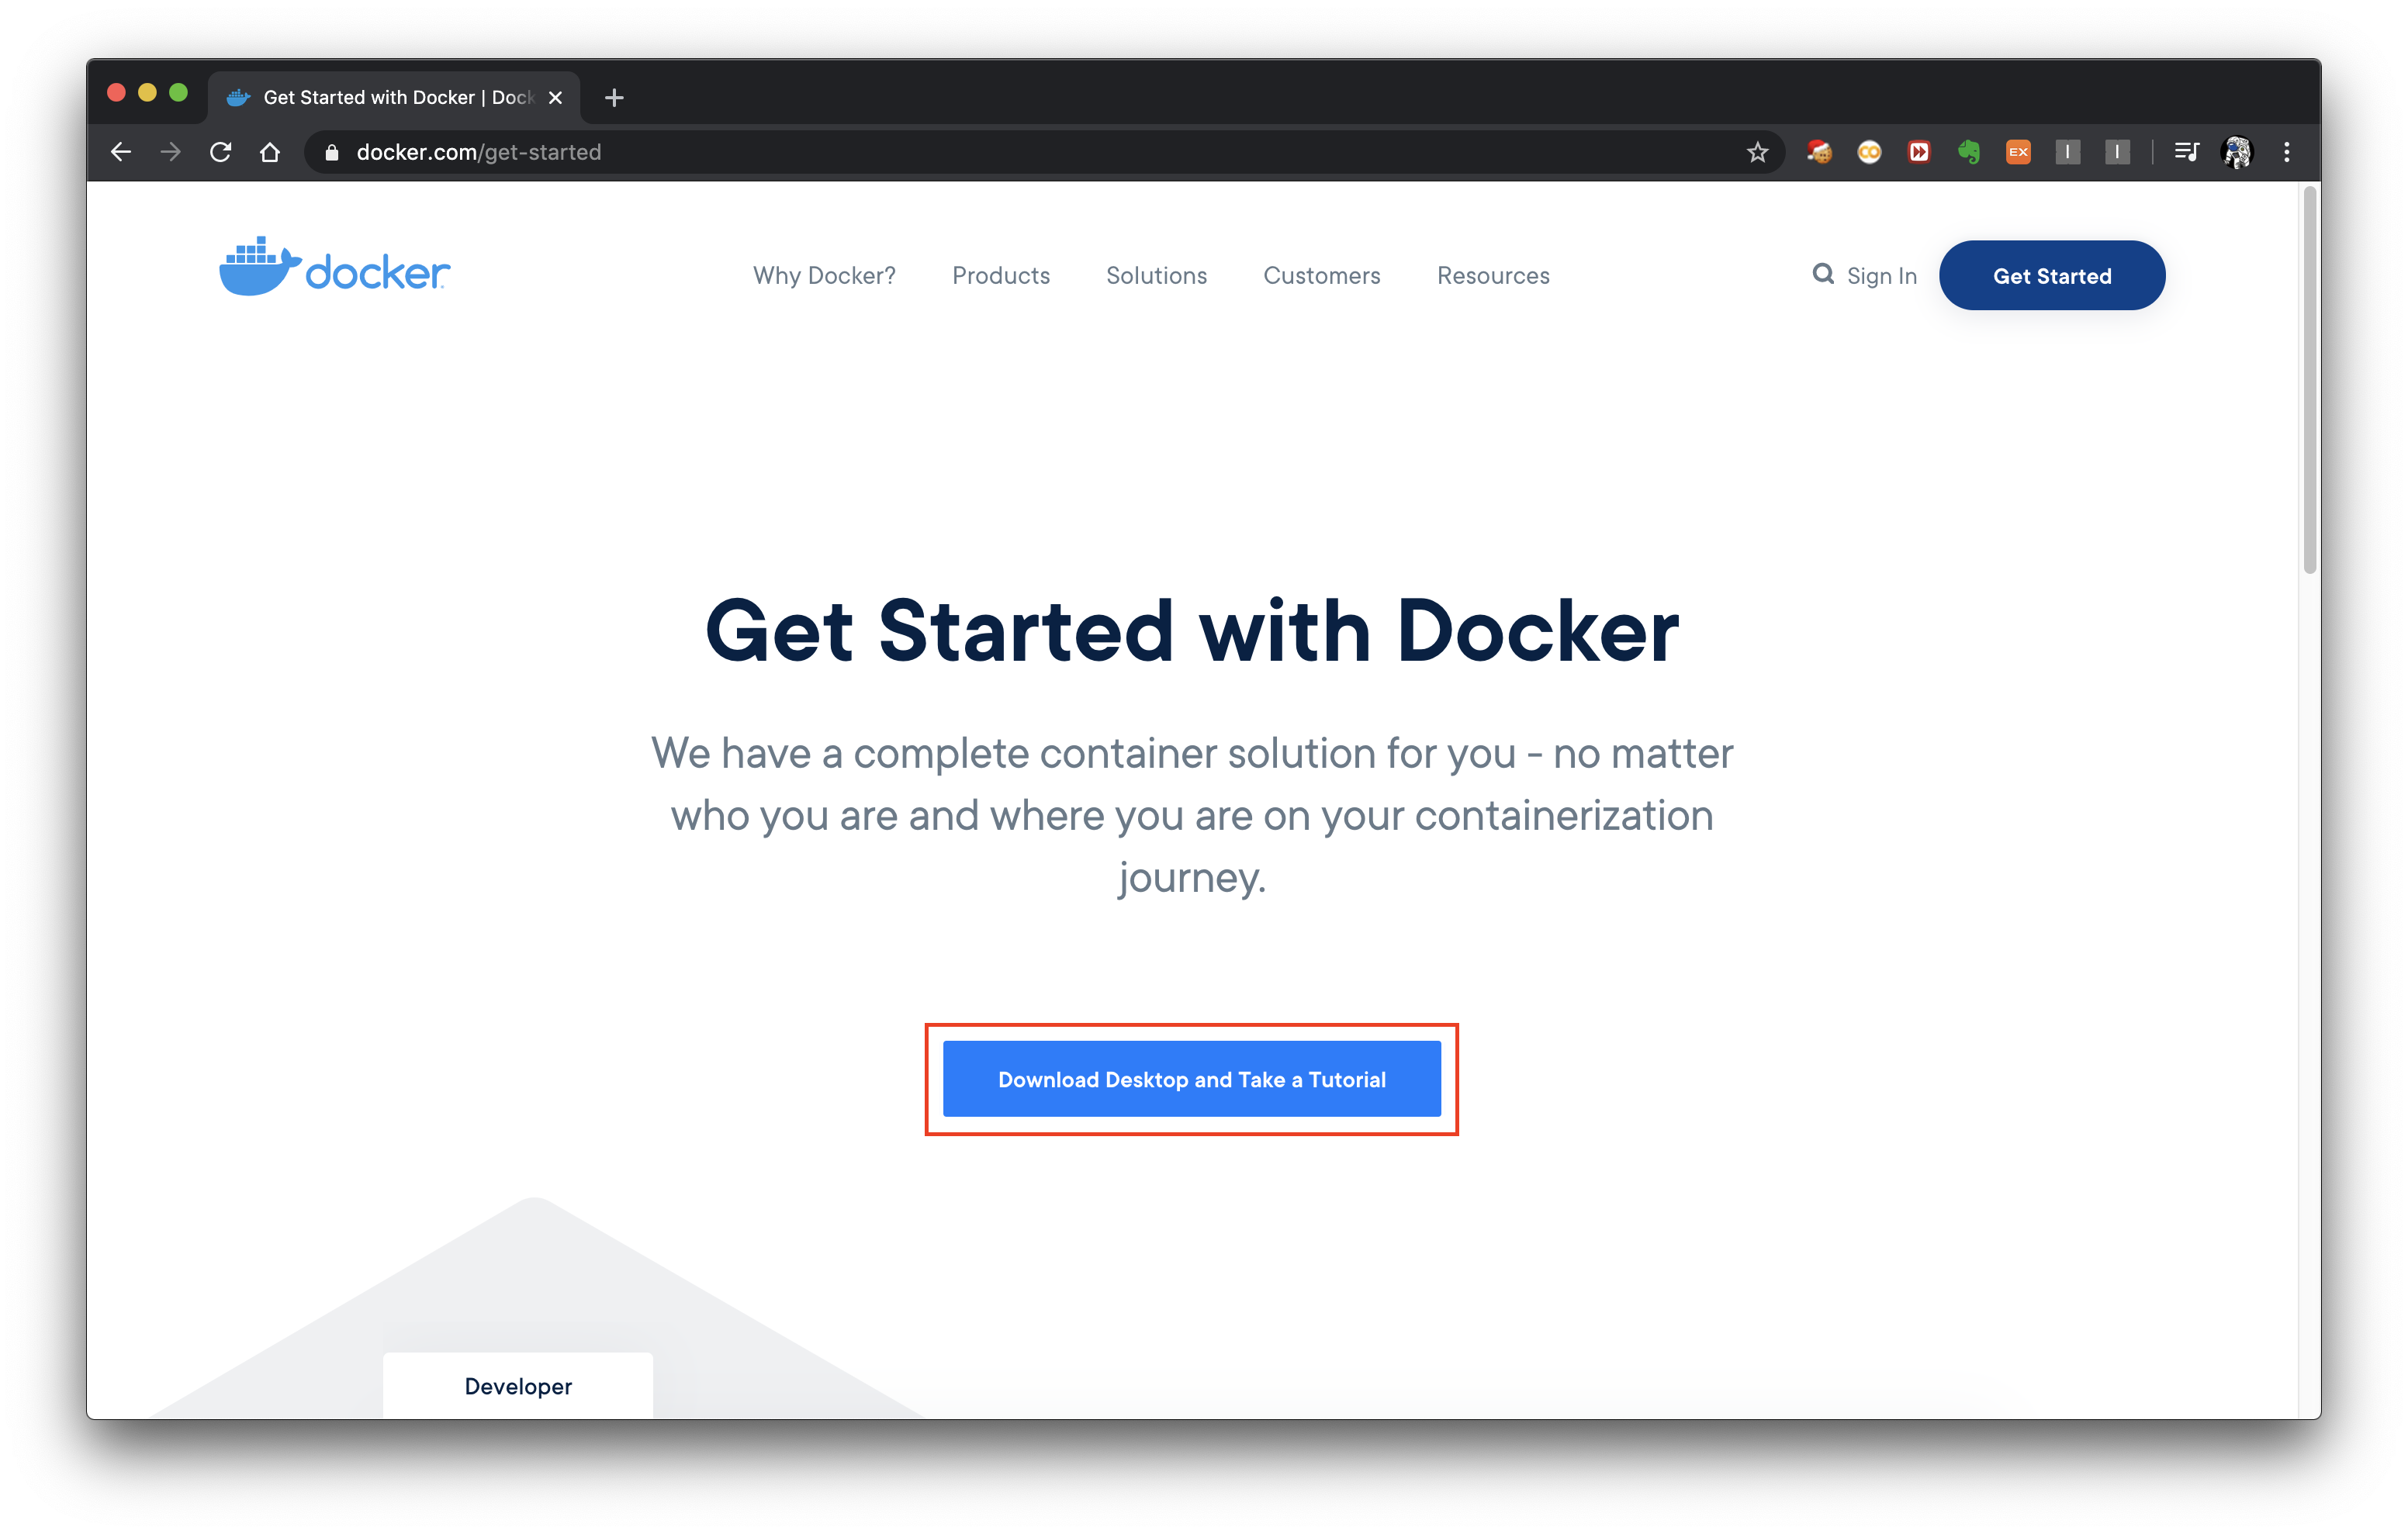 Get Started with Docker | Dock
docker.com/get-started
EX
docker
Why Docker?
Products
Solutions
Customers
Resources
Sign In
Get Started
Get Started with Docker
We have a complete container solution for you - no matter
who you are and where you are on your containerization
journey.
Download Desktop and Take a Tutorial
Developer